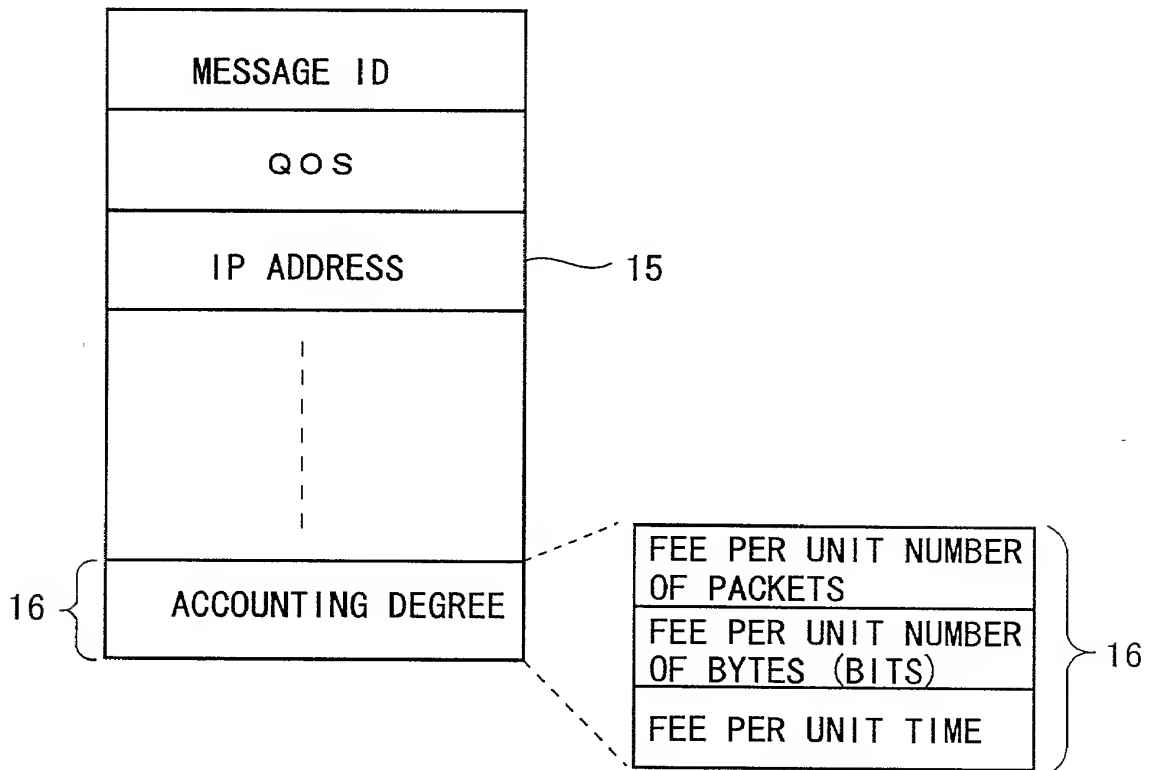 MESSAGE ID
QOS
IP ADDRESS
15
16
ACCOUNTING DEGREE
FEE PER UNIT NUMBER
OF PACKETS
FEE PER UNIT NUMBER
OF BYTES (BITS)
FEE PER UNIT TIME
16